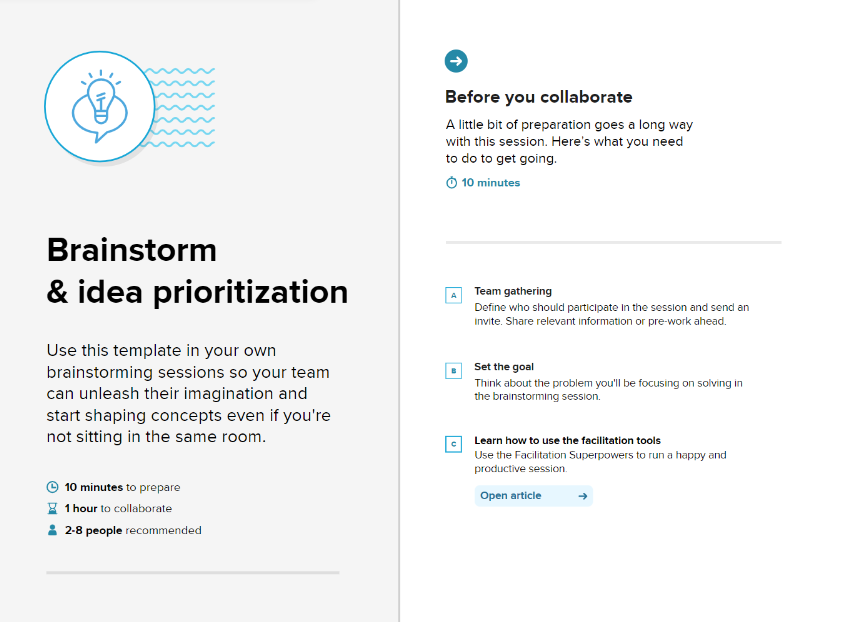 Brainstorm
& idea prioritization
Use this template in your own
brainstorming sessions so your team
can unleash their imagination and
start shaping concepts even if you're
not sitting in the same room.
10 minutes to prepare
1 hour to collaborate
2-8 people recommended
Before you collaborate
A little bit of preparation goes a long way
with this session. Here's what you need
to do to get going.
10 minutes
A
Team gathering
Define who should participate in the session and send an
invite. Share relevant information or pre-work ahead.
B
Set the goal
Think about the problem you'll be focusing on solving in
the brainstorming session.
C
Learn how to use the facilitation tools
Use the Facilitation Superpowers to run a happy and
productive session.
Open article